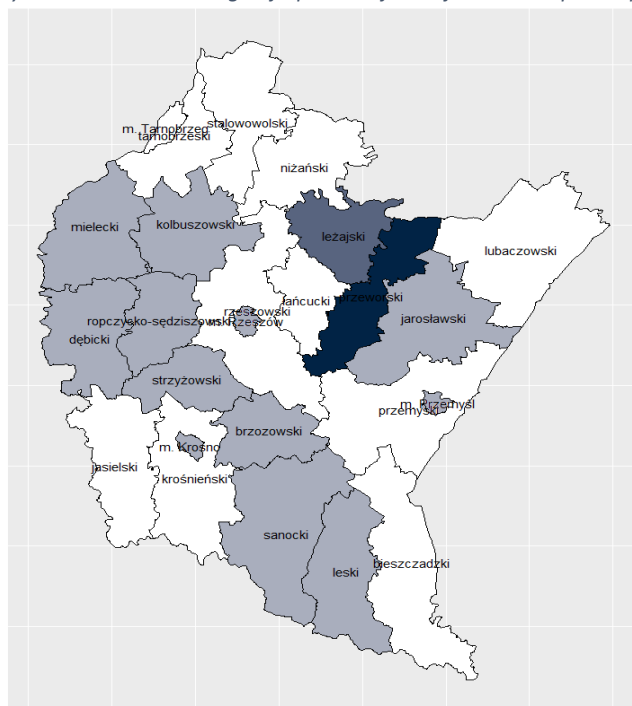 stalowowolski
m. Tarnobrzeg
tarnobrzeski
niżański
mielecki
kolbuszowski
leżajski
lubaczowski
przeworski
łańcucki
rzeszowski
m. Rzeszów
ropczycko-sędziszowski
jarosławski
dębicki
strzyżowski
m. Przemyśl
przemyski
brzozowski
m. Krosno
jasielski
krośnieński
sanocki
leski
bieszczadzki